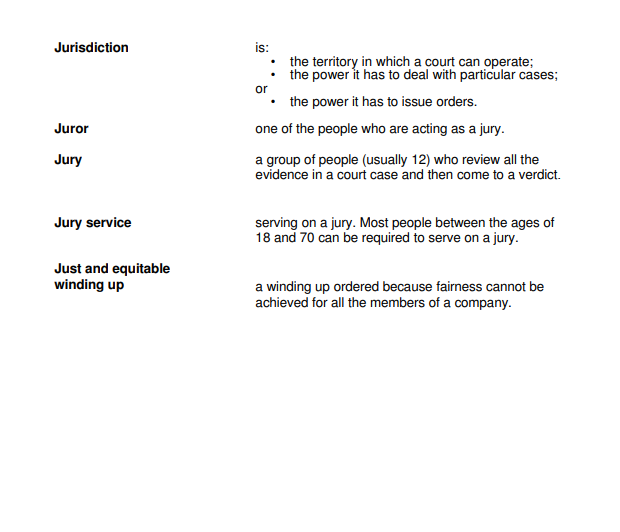 Jurisdiction is:
• the territory in which a court can operate;
• the power it has to deal with particular cases;
or
• the power it has to issue orders.
Juror one of the people who are acting as a jury.
Jury a group of people (usually 12) who review all the
evidence in a court case and then come to a verdict.
Jury service serving on a jury. Most people between the ages of
18 and 70 can be required to serve on a jury.
Just and equitable
winding up a winding up ordered because fairness cannot be
achieved for all the members of a company.